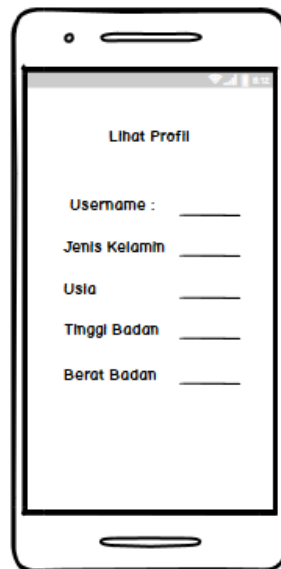 Lihat Profil
Username :
Jenis Kelamin
Usia
Tinggi Badan
Berat Badan